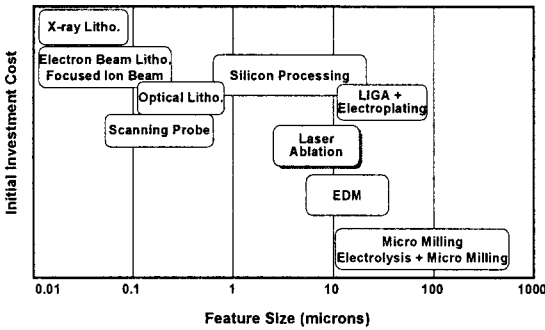 Initial Investment Cost
X-ray Litho.
Electron Beam Litho.
Focused Ion Beam
Optical Litho.
Scanning Probe
Silicon Processing
LIGA +
Electroplating
Laser
Ablation
EDM
Micro Milling
Electrolysis + Micro Milling
0.01 0.1 1 10 100 1000
Feature Size (microns)